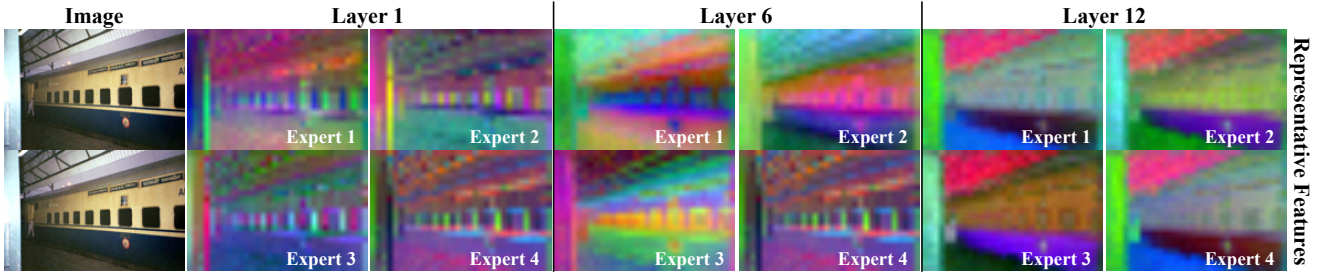 Image
Layer 1
Layer 6
Layer 12
Expert 1
Expert 2
Expert 1
Expert 2
Expert 1
Expert 2
Expert 3
Expert 4
Expert 3
Expert 4
Expert 3
Expert 4
Representative Features